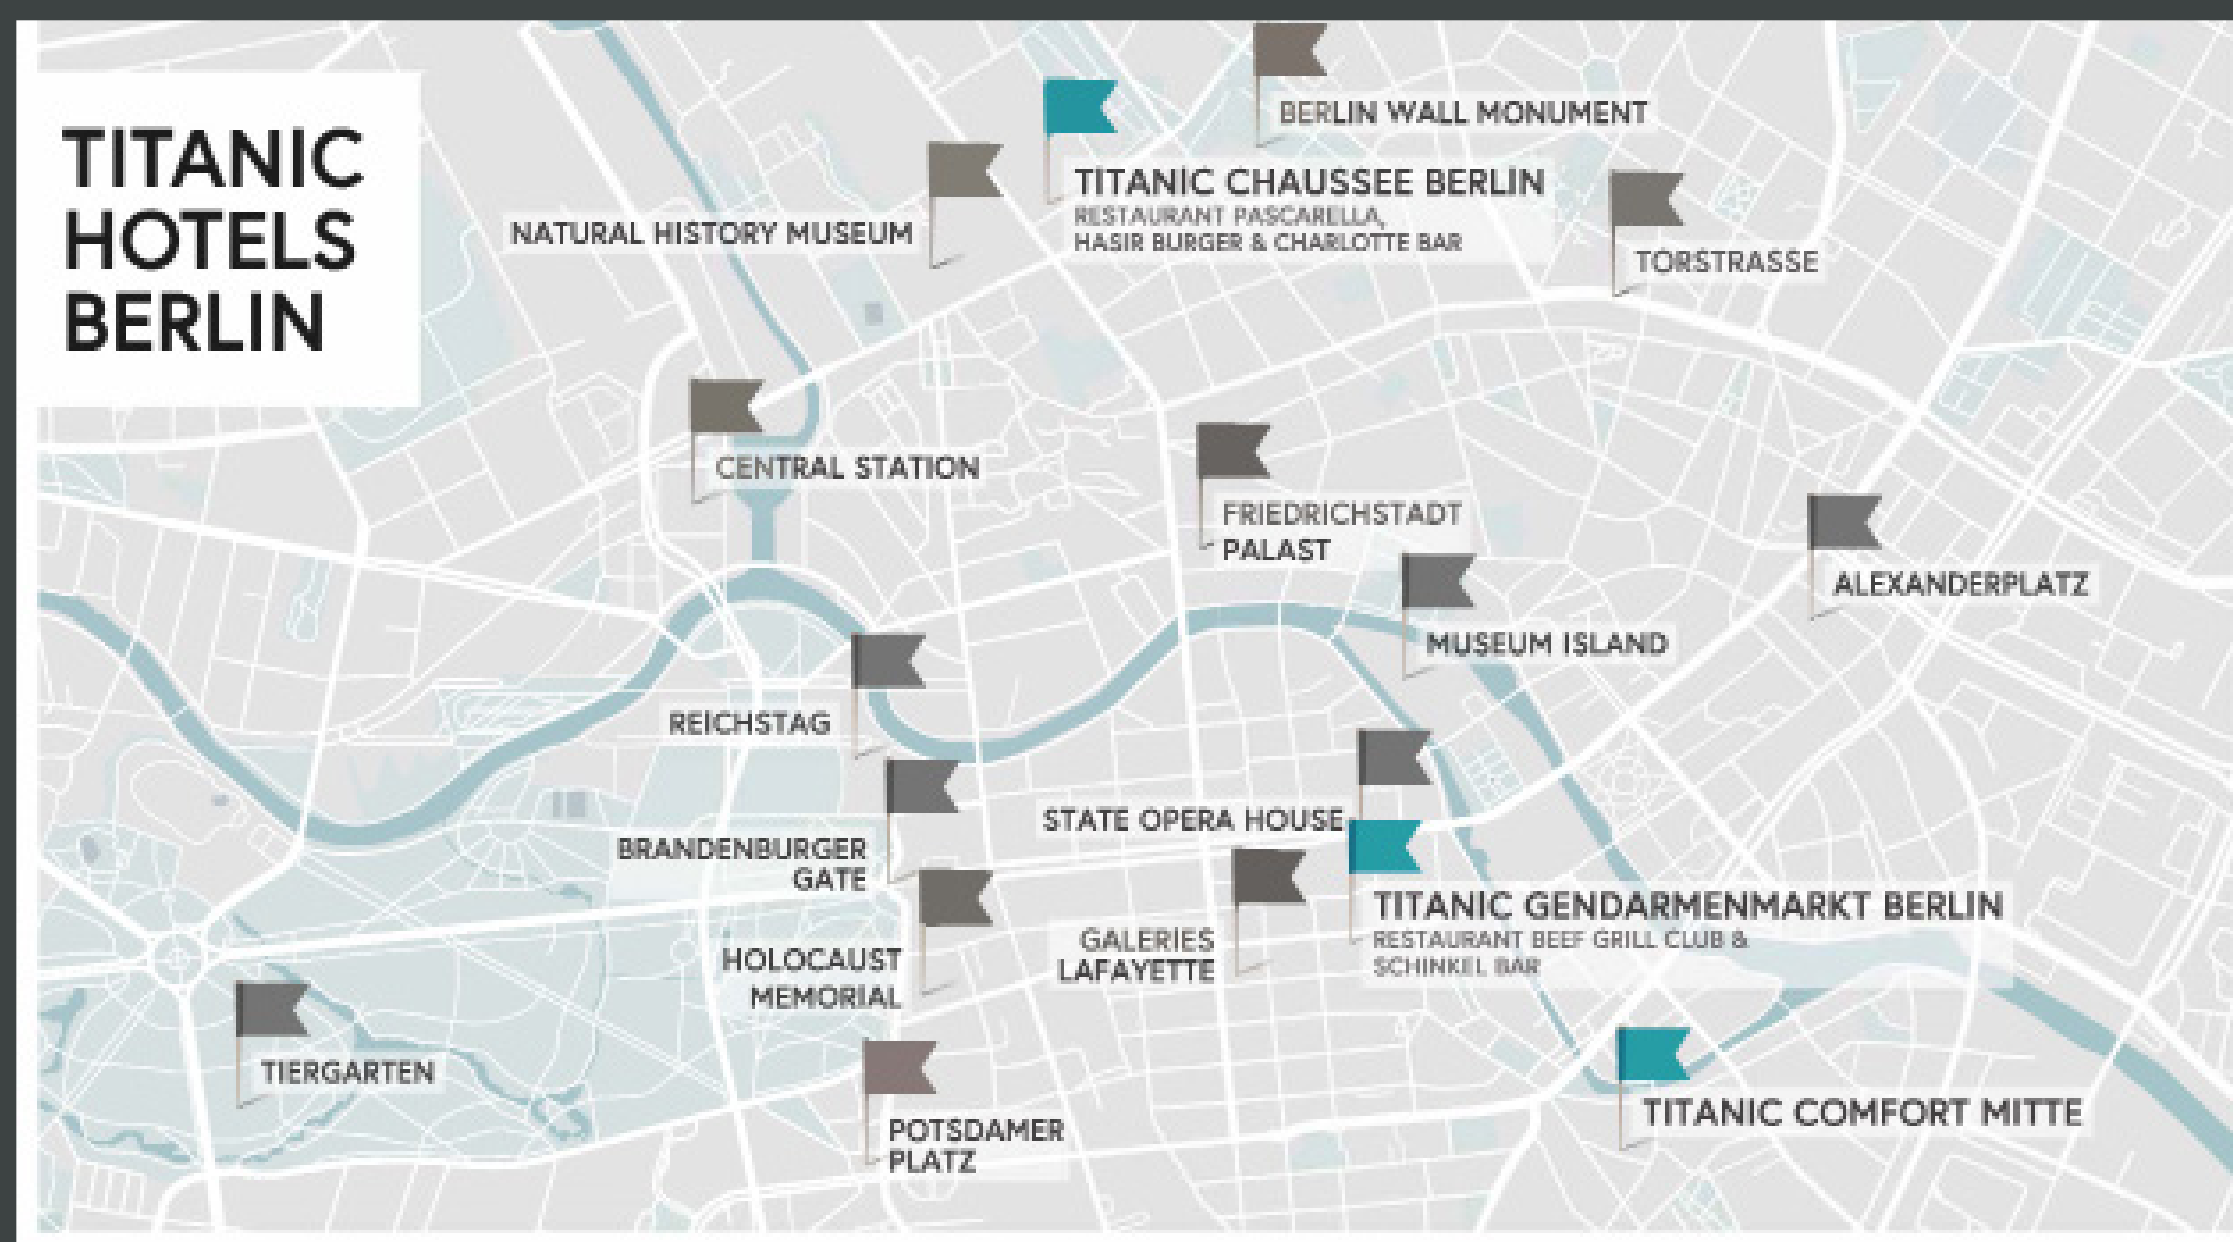 TITANIC
HOTELS
BERLIN
BERLIN WALL MONUMENT
TITANIC CHAUSSEE BERLIN
RESTAURANT PASCARELLA,
HASIR BURGER & CHARLOTTE BAR
NATURAL HISTORY MUSEUM
TORSTRASSE
CENTRAL STATION
FRIEDRICHSTADT
PALAST
ALEXANDERPLATZ
MUSEUM ISLAND
REICHSTAG
STATE OPERA HOUSE
BRANDENBURGER
GATE
TITANIC GENDARMENMARKT BERLIN
RESTAURANT BEEF GRILL CLUB &
SCHINKEL BAR
GALERIES
LAFAYETTE
HOLOCAUST
MEMORIAL
TIERGARTEN
POTSDAMER
PLATZ
TITANIC COMFORT MITTE